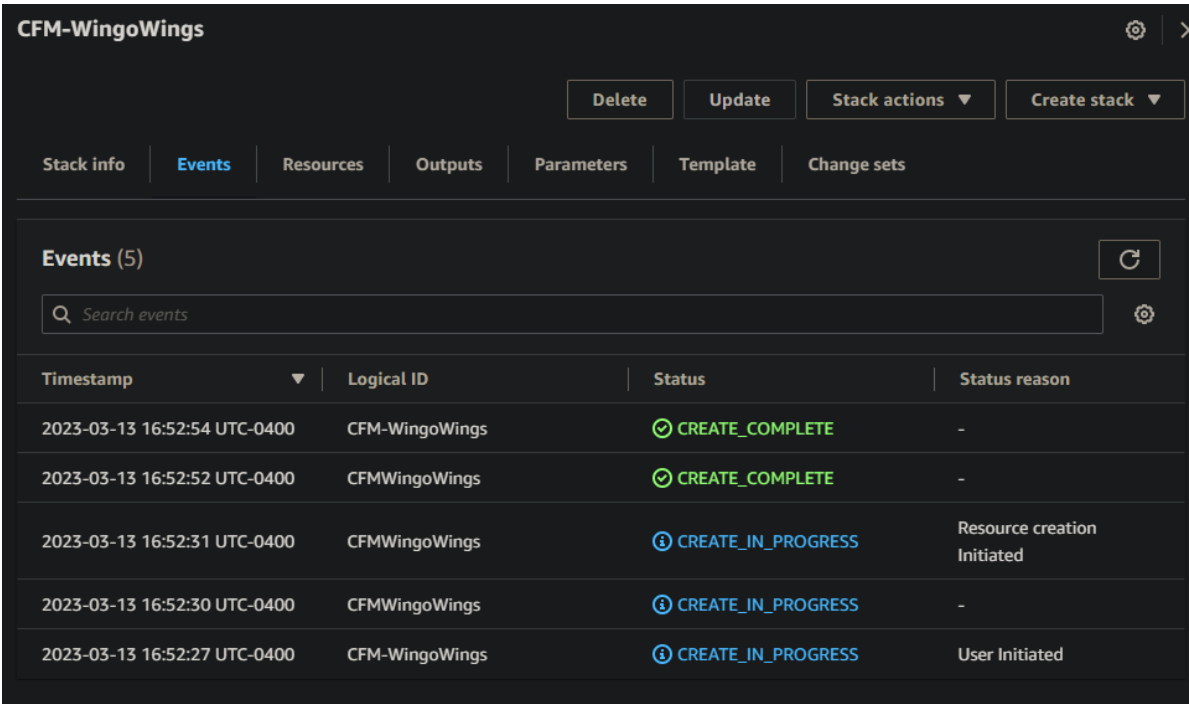 CFM-WingoWings
Delete Update Stack actions Create stack
Stack info Events Resources Outputs Parameters Template Change sets
Events (5)
Search events
Timestamp Logical ID Status Status reason
2023-03-13 16:52:54 UTC-0400 CFM-WingoWings CREATE_COMPLETE -
2023-03-13 16:52:52 UTC-0400 CFMWingoWings CREATE_COMPLETE -
2023-03-13 16:52:31 UTC-0400 CFMWingoWings CREATE_IN_PROGRESS Resource creation
Initiated
2023-03-13 16:52:30 UTC-0400 CFMWingoWings CREATE_IN_PROGRESS -
2023-03-13 16:52:27 UTC-0400 CFM-WingoWings CREATE_IN_PROGRESS User Initiated